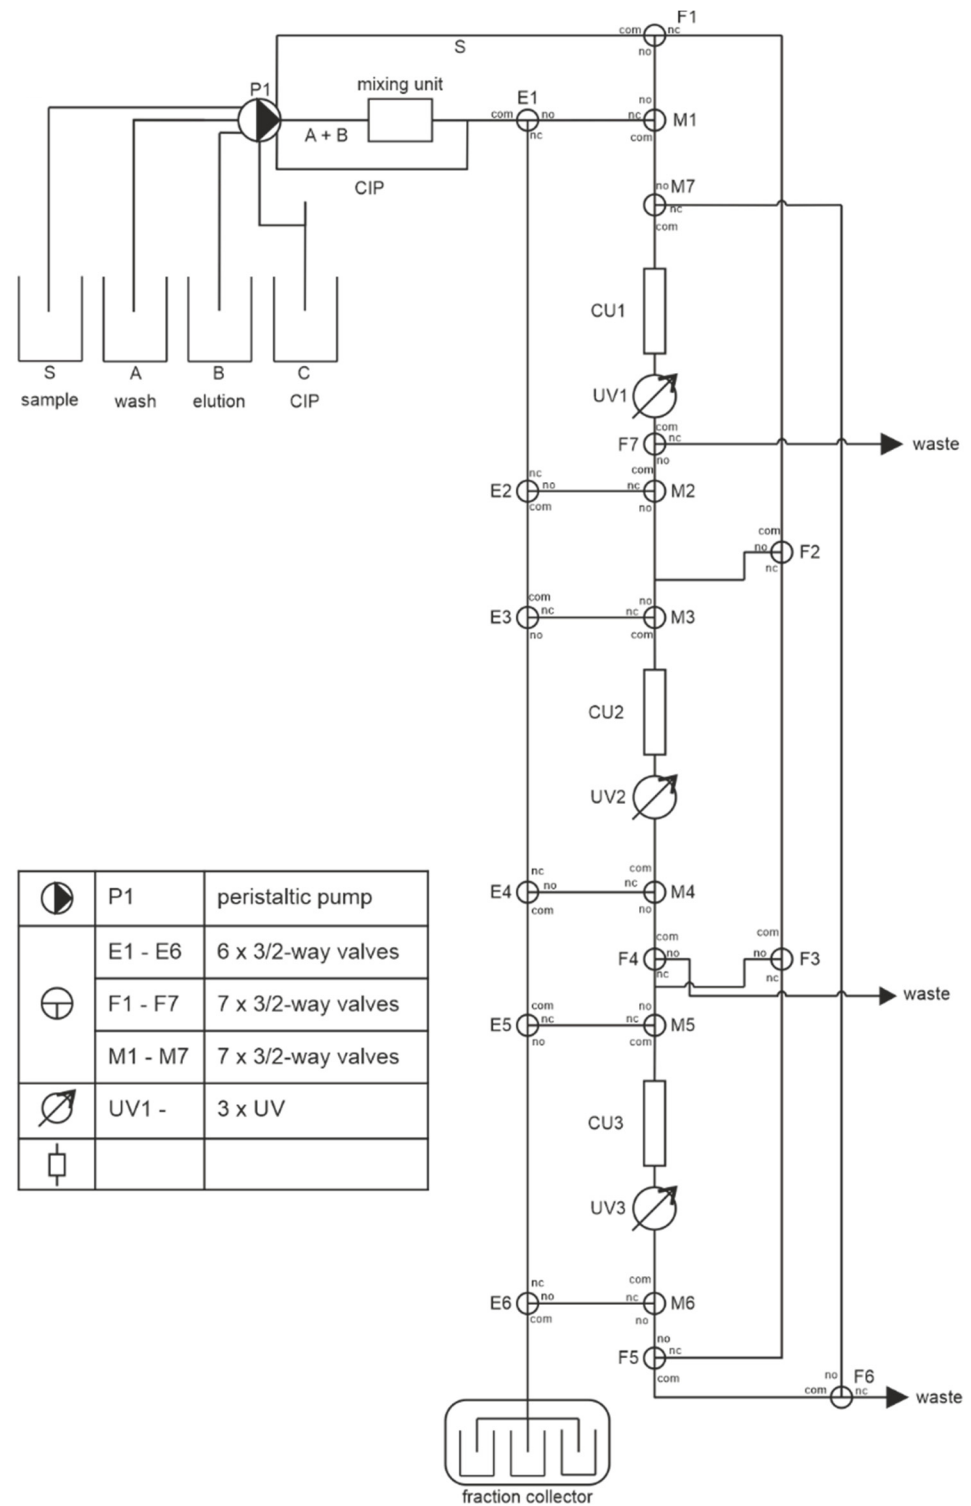 F1
com
nc
S
no
P1
mixing unit
E1
no
com
no
nc
M1
A + B
nc
com
CIP
no
M7
nc
com
CU1
S
A
B
C
sample
wash
elution
CIP
UV1
com
F7
nc
waste
no
com
nc
E2
no
nc
M2
com
no
com
no
F2
nc
com
no
E3
nc
nc
M3
no
com
CU2
UV2
nc
com
E4
no
nc
M4
com
no
P1
peristaltic pump
com
com
F4
no
no
F3
nc
nc
E1 - E6
6 x 3/2-way valves
waste
F1 - F7
7 x 3/2-way valves
com
no
E5
nc
nc
M5
no
com
M1 - M7
7 x 3/2-way valves
UV1 -
3 x UV
CU3
UV3
nc
com
E6
no
nc
M6
com
no
no
F5
nc
com
no
F6
com
nc
waste
fraction collector